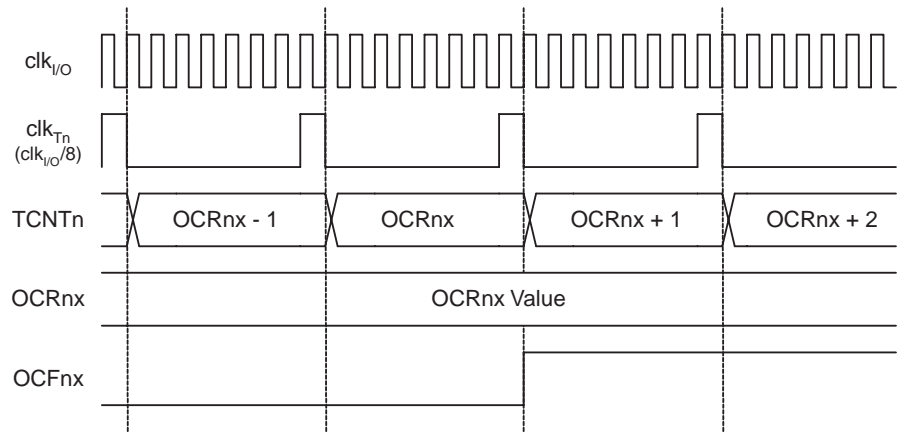 clkI/O
clkTn
(clkI/O/8)
TCNTn
OCRnx - 1
OCRnx
OCRnx + 1
OCRnx + 2
OCRnx
OCRnx Value
OCFnx